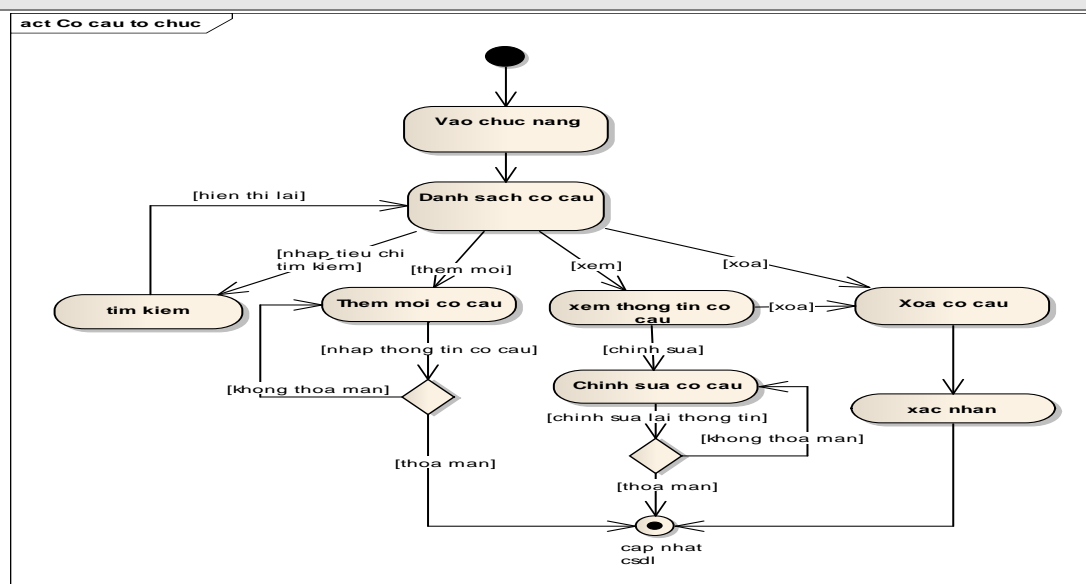 act Co cau to chuc
Vao chuc nang
Danh sach co cau
[hien thi lai]
[nhap tieu chi
tim kiem]
[them moi]
[xem]
[xoa]
tim kiem
Them moi co cau
xem thong tin co
cau
[xoa]
Xoa co cau
[nhap thong tin co cau]
[chinh sua]
[khong thoa man]
Chinh sua co cau
xac nhan
[chinh sua lai thong tin]
[khong thoa man]
[thoa man]
[thoa man]
cap nhat
csdl